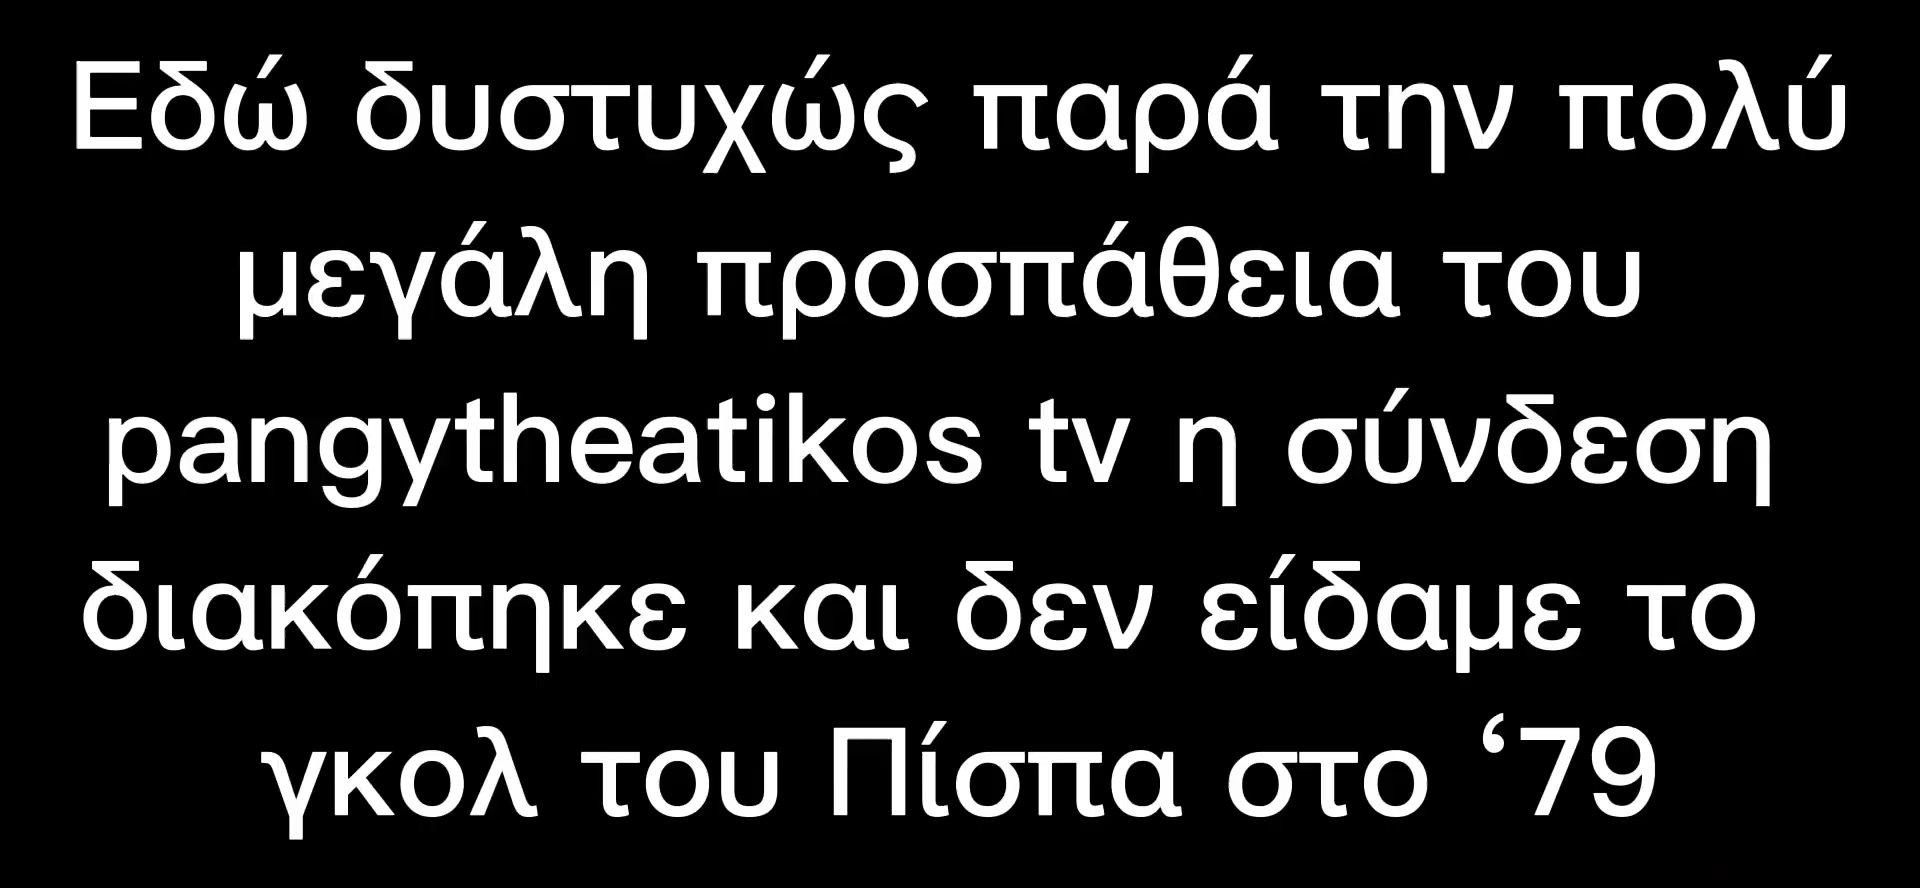 Εδώ δυστυχώς παρά την πολύ
μεγάλη προσπάθεια του
pangytheatikos tv η σύνδεση
διακόπηκε και δεν είδαμε το
γκολ του Πίσπα στο ‘79